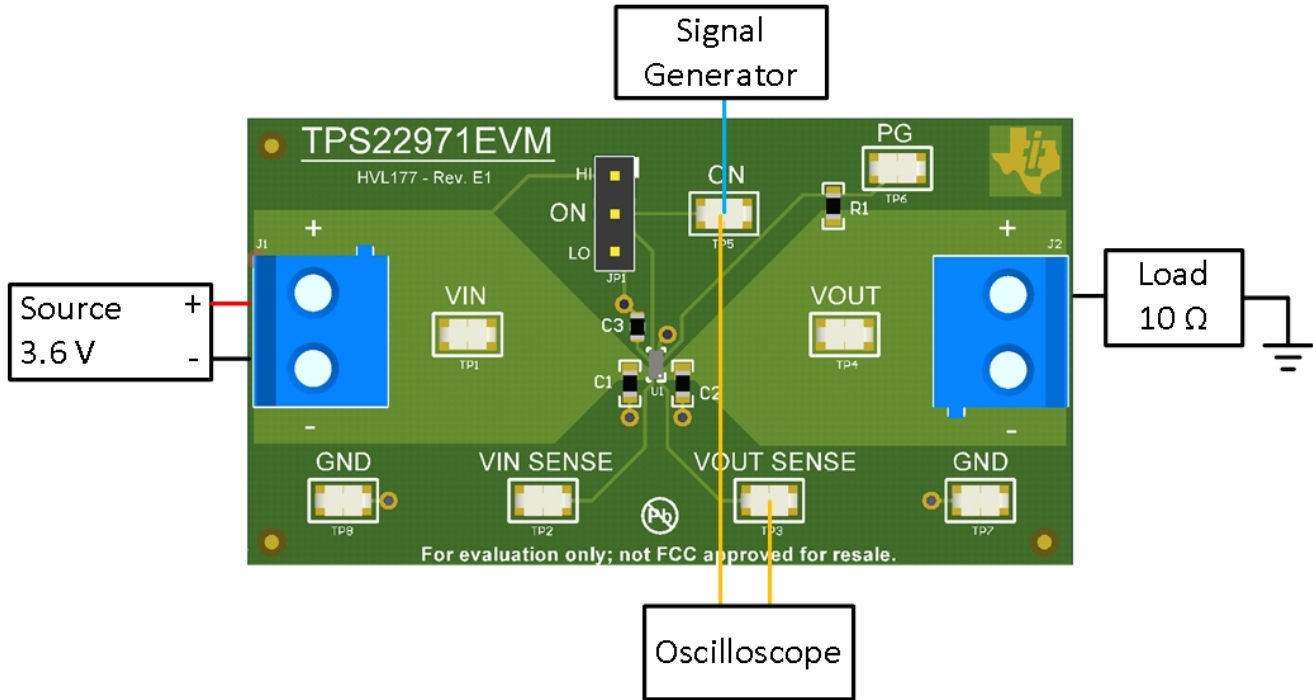 Signal
Generator
TPS22971EVM
HVL177 - Rev. E1
HI
ON
LO
JP1
ON
TP5
PG
TP6
R1
J1
+
-
J2
+
-
Source
3.6 V
+
-
VIN
TP1
C3
C1
U1
C2
VOUT
TP4
Load
10 Ω
GND
TP8
VIN SENSE
TP2
Pb
VOUT SENSE
TP3
GND
TP7
For evaluation only; not FCC approved for resale.
Oscilloscope